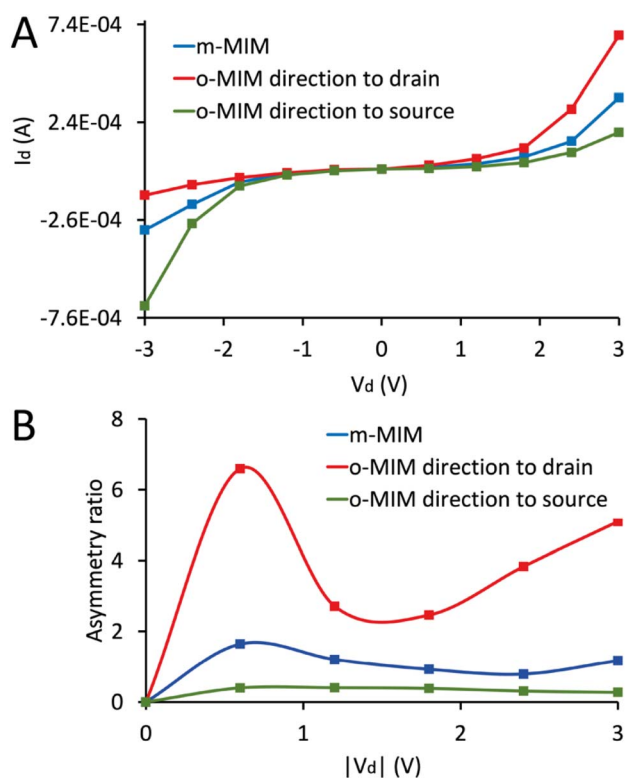 A
7.4E-04
2.4E-04
-2.6E-04
-7.6E-04
Id (A)
m-MIM
o-MIM direction to drain
o-MIM direction to source
-3 -2 -1 0 1 2 3
Vd (V)
B
8
6
4
2
0
Asymmetry ratio
m-MIM
o-MIM direction to drain
o-MIM direction to source
0 1 2 3
|Vd| (V)